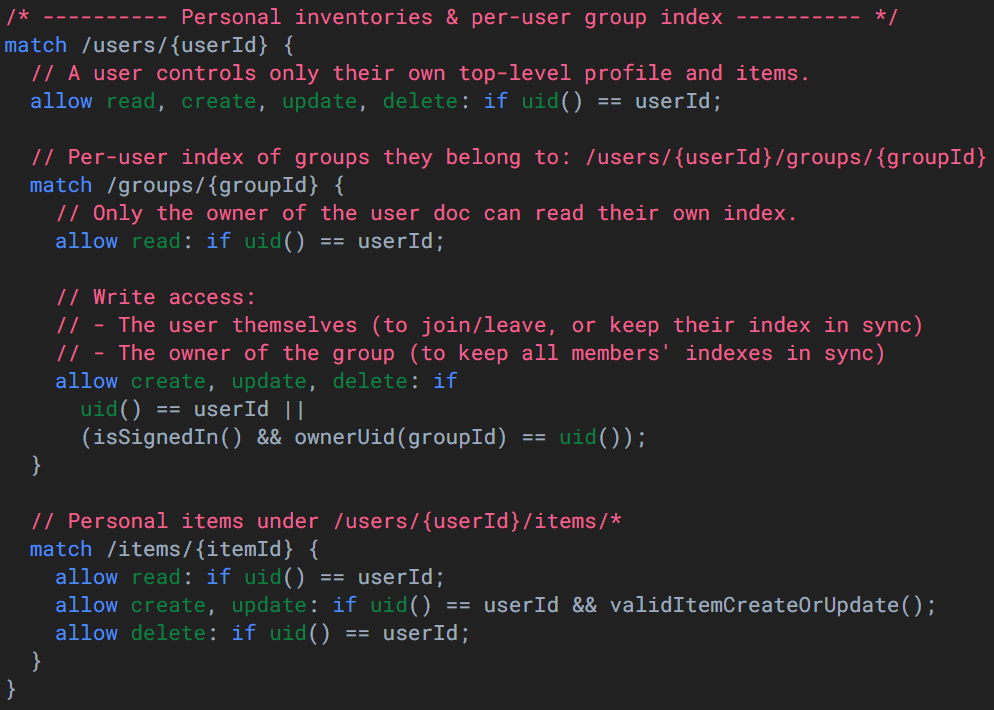 /* ---------- Personal inventories & per-user group index ---------- */
match /users/{userId} {
  // A user controls only their own top-level profile and items.
  allow read, create, update, delete: if uid() == userId;

  // Per-user index of groups they belong to: /users/{userId}/groups/{groupId}
  match /groups/{groupId} {
    // Only the owner of the user doc can read their own index.
    allow read: if uid() == userId;

    // Write access:
    // - The user themselves (to join/leave, or keep their index in sync)
    // - The owner of the group (to keep all members' indexes in sync)
    allow create, update, delete: if
      uid() == userId ||
      (isSignedIn() && ownerUid(groupId) == uid());
  }

  // Personal items under /users/{userId}/items/*
  match /items/{itemId} {
    allow read: if uid() == userId;
    allow create, update: if uid() == userId && validItemCreateOrUpdate();
    allow delete: if uid() == userId;
  }
}